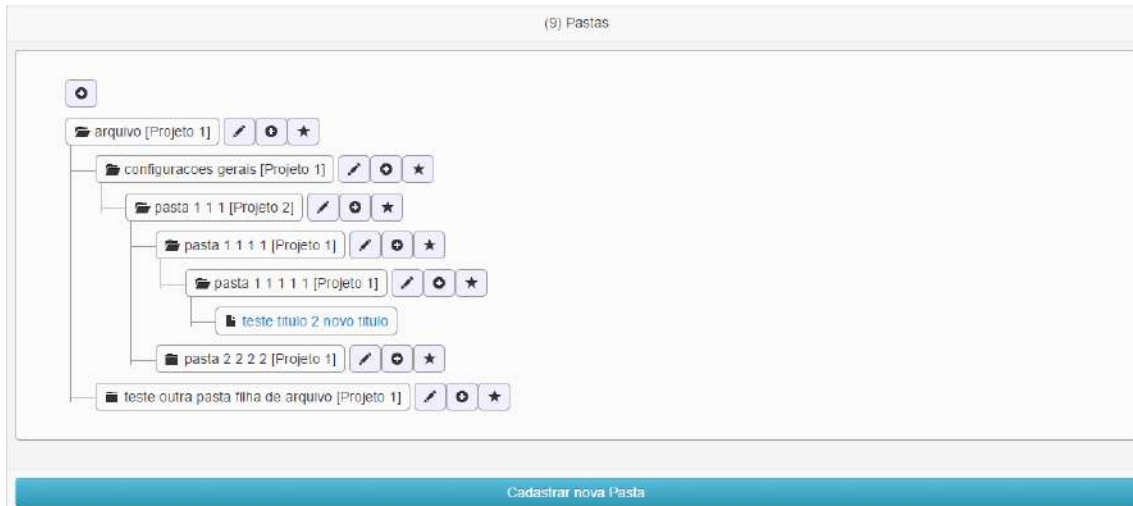 (9) Pastas
arquivo [Projeto 1]
configuracoes gerais [Projeto 1]
pasta 1 1 1 [Projeto 2]
pasta 1 1 1 1 [Projeto 1]
pasta 1 1 1 1 1 [Projeto 1]
teste titulo 2 novo titulo
pasta 2 2 2 2 [Projeto 1]
teste outra pasta filha de arquivo [Projeto 1]
Cadastrar nova Pasta